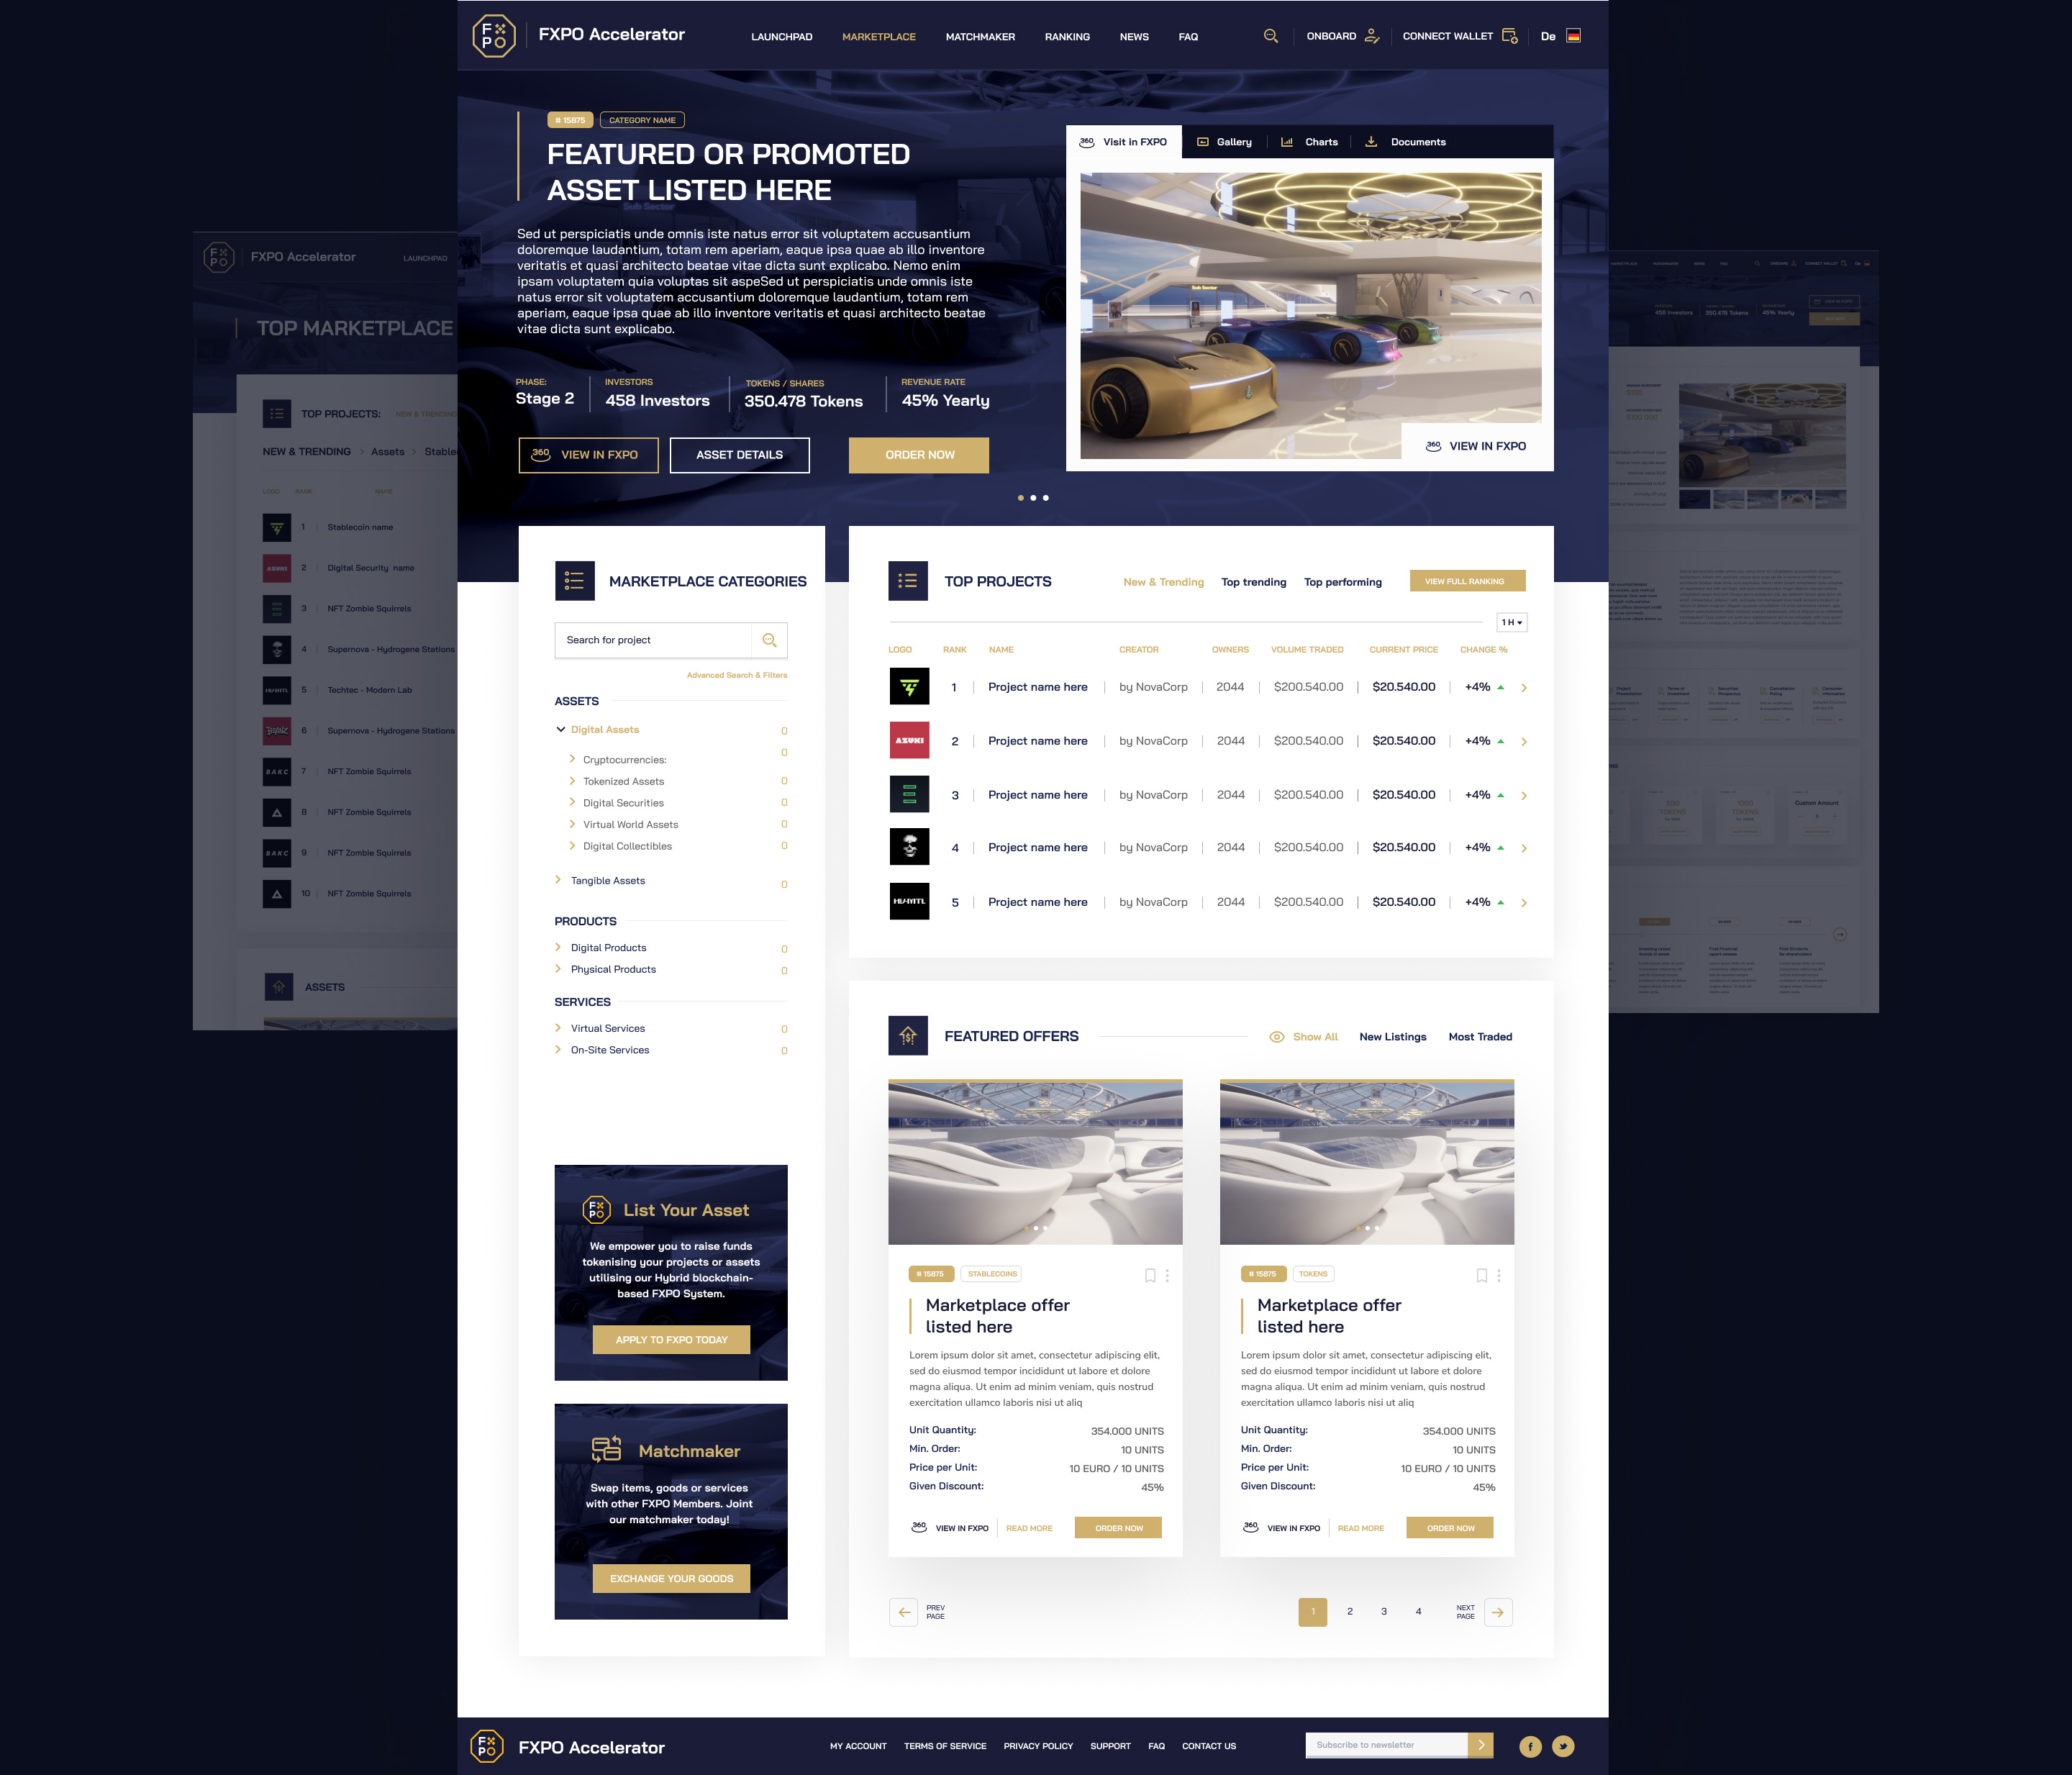 FXPO
FXPO Accelerator
LAUNCHPAD
MARKETPLACE
MATCHMAKER
RANKING
NEWS
FAQ
ONBOARD
CONNECT WALLET
De
# 15875
CATEGORY NAME
FEATURED OR PROMOTED
ASSET LISTED HERE
Sed ut perspiciatis unde omnis iste natus error sit voluptatem accusantium
doloremque laudantium, totam rem aperiam, eaque ipsa quae ab illo inventore
veritatis et quasi architecto beatae vitae dicta sunt explicabo. Nemo enim
ipsam voluptatem quia voluptas sit aspeSed ut perspiciatis unde omnis iste
natus error sit voluptatem accusantium doloremque laudantium, totam rem
aperiam, eaque ipsa quae ab illo inventore veritatis et quasi architecto beatae
vitae dicta sunt explicabo.
PHASE:
Stage 2
INVESTORS
458 Investors
TOKENS / SHARES
350.478 Tokens
REVENUE RATE
45% Yearly
360 VIEW IN FXPO
ASSET DETAILS
ORDER NOW
360 Visit in FXPO
Gallery
Charts
Documents
Sub Sector
360 VIEW IN FXPO
MARKETPLACE CATEGORIES
Search for project
Advanced Search & Filters
ASSETS
Digital Assets 0
Cryptocurrencies: 0
Tokenized Assets 0
Digital Securities 0
Virtual World Assets 0
Digital Collectibles 0
Tangible Assets 0
PRODUCTS
Digital Products 0
Physical Products 0
SERVICES
Virtual Services 0
On-Site Services 0
FXPO
List Your Asset
We empower you to raise funds
tokenising your projects or assets
utilising our Hybrid blockchain-
based FXPO System.
APPLY TO FXPO TODAY
Matchmaker
Swap items, goods or services
with other FXPO Members. Joint
our matchmaker today!
EXCHANGE YOUR GOODS
TOP PROJECTS
New & Trending
Top trending
Top performing
VIEW FULL RANKING
1 H
LOGO RANK NAME CREATOR OWNERS VOLUME TRADED CURRENT PRICE CHANGE %
1 Project name here by NovaCorp 2044 $200.540.00 $20.540.00 +4%
AZUKI 2 Project name here by NovaCorp 2044 $200.540.00 $20.540.00 +4%
3 Project name here by NovaCorp 2044 $200.540.00 $20.540.00 +4%
4 Project name here by NovaCorp 2044 $200.540.00 $20.540.00 +4%
5 Project name here by NovaCorp 2044 $200.540.00 $20.540.00 +4%
FEATURED OFFERS
Show All
New Listings
Most Traded
# 15875
STABLECOINS
Marketplace offer
listed here
Lorem ipsum dolor sit amet, consectetur adipiscing elit,
sed do eiusmod tempor incididunt ut labore et dolore
magna aliqua. Ut enim ad minim veniam, quis nostrud
exercitation ullamco laboris nisi ut aliq
Unit Quantity: 354.000 UNITS
Min. Order: 10 UNITS
Price per Unit: 10 EURO / 10 UNITS
Given Discount: 45%
360 VIEW IN FXPO
READ MORE
ORDER NOW
# 15875
TOKENS
Marketplace offer
listed here
Lorem ipsum dolor sit amet, consectetur adipiscing elit,
sed do eiusmod tempor incididunt ut labore et dolore
magna aliqua. Ut enim ad minim veniam, quis nostrud
exercitation ullamco laboris nisi ut aliq
Unit Quantity: 354.000 UNITS
Min. Order: 10 UNITS
Price per Unit: 10 EURO / 10 UNITS
Given Discount: 45%
360 VIEW IN FXPO
READ MORE
ORDER NOW
PREV
PAGE
1 2 3 4
NEXT
PAGE
FXPO
FXPO Accelerator
MY ACCOUNT
TERMS OF SERVICE
PRIVACY POLICY
SUPPORT
FAQ
CONTACT US
Subscribe to newsletter
FXPO
FXPO Accelerator
LAUNCHPAD
TOP MARKETPLACE
TOP PROJECTS:
NEW & TRENDING
NEW & TRENDING > Assets >
LOGO RANK NAME
1 Stablecoin name
AZUKI 2 Digital Security name
3 NFT Zombie Squirrels
4 Supernova - Hydrogene Stations
5 Techtec - Modern Lab
6 Supernova - Hydrogene Stations
BAKC 7 NFT Zombie Squirrels
8 NFT Zombie Squirrels
BAKC 9 NFT Zombie Squirrels
10 NFT Zombie Squirrels
ASSETS
458 Investors
350.478 Tokens
45% Yearly
VIEW IN FXPO
Custom Amount